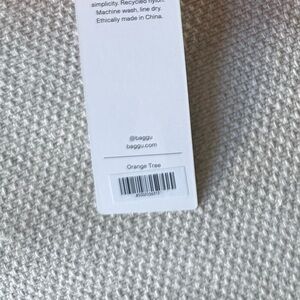 simplicity. Recycled nylon.
Machine wash, line dry.
Ethically made in China.
@baggu
baggu.com
Orange Tree